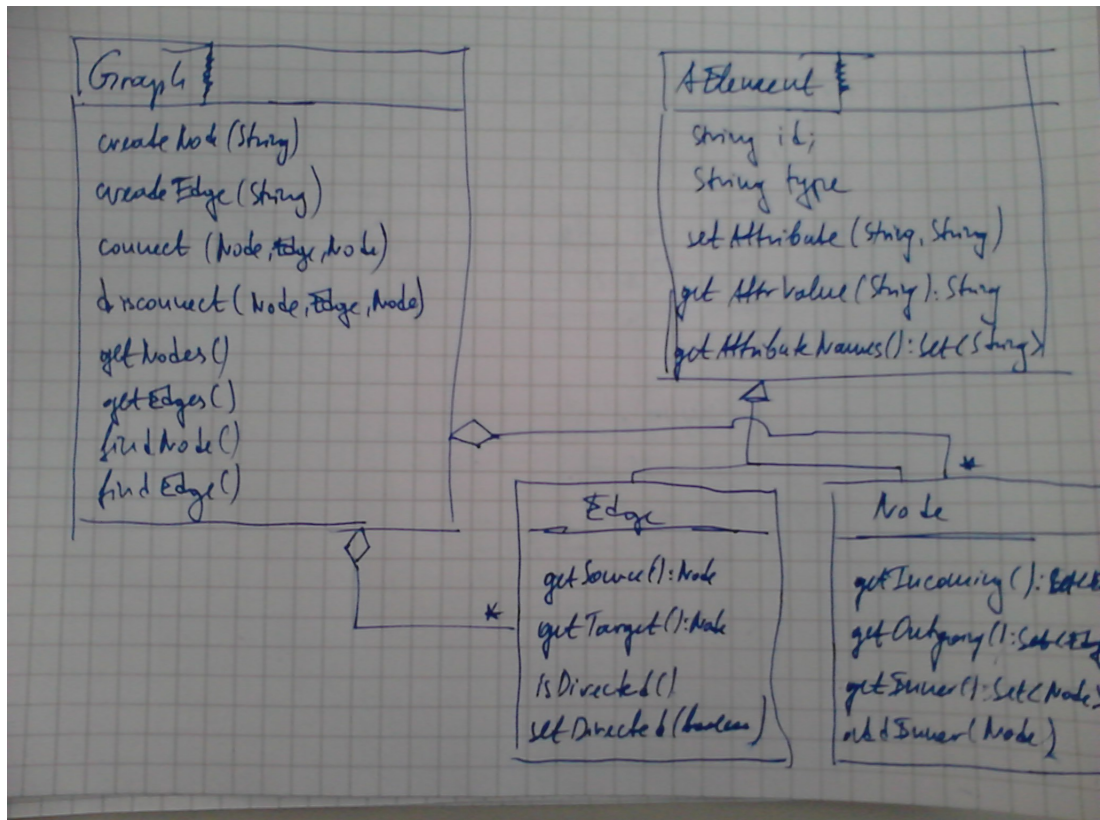 Graph
createNode(String)
createEdge(String)
connect (Node, Edge, Node)
disconnect(Node, Edge, Node)
getNodes()
getEdges()
findNode()
findEdge()
AElement
String id;
String type
setAttribute(String, String)
get AttrValue(String): String
getAttributeNames(): Set<String>
*
*
Edge
getSource(): Node
getTarget(): Node
isDirected()
setDirected(boolean)
Node
getIncoming():
getOutgoing(): Set<Edg
getInner(): Set<Node>
addInner(Node)